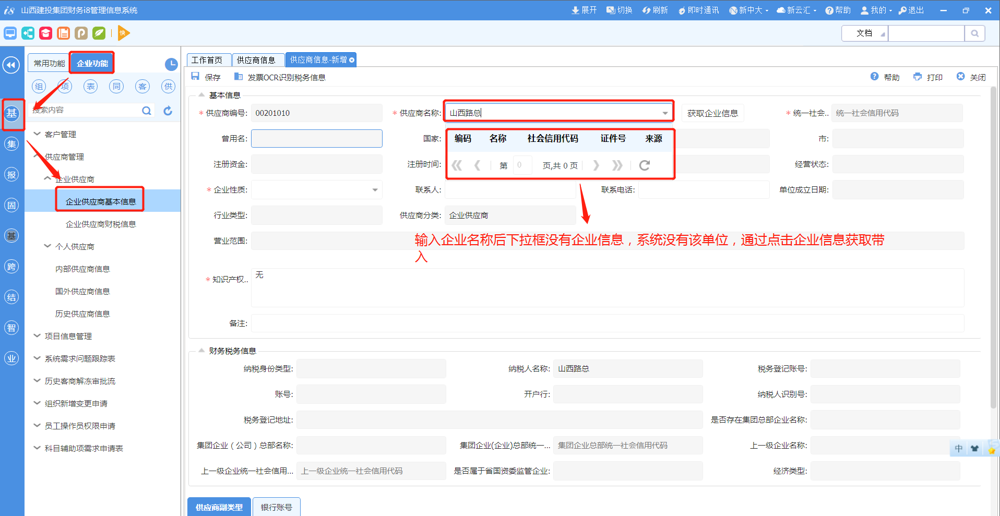 i8 山西建投集团财务i8管理信息系统 展开 切换 刷新 即时通讯 新中大 新云汇 帮助 我的 退出
快 文档
常用功能 企业功能 工作首页 供应商信息 供应商信息-新增
保存 发票OCR识别税务信息 帮助 打印 关闭
组 项 表 同 客 供
搜索内容
基
集
报
固
基
跨
结
智
业
客户管理
供应商管理
企业供应商
企业供应商基本信息
企业供应商财税信息
个人供应商
内部供应商信息
国外供应商信息
历史供应商信息
项目信息管理
系统需求问题跟踪表
历史客商解冻审批流
组织新增变更申请
员工操作员权限申请
科目辅助项需求申请表
基本信息
* 供应商编号: 00201010 * 供应商名称: 山西路总 获取企业信息 * 统一社会.. 统一社会信用代码
曾用名: 国家: 市:
编码 名称 社会信用代码 证件号 来源
注册资金: 注册时间: 经营状态:
第 0 页,共 0 页
* 企业性质: 联系人: 联系电话: 单位成立日期:
行业类型: 供应商分类: 企业供应商
营业范围:
输入企业名称后下拉框没有企业信息，系统没有该单位，通过点击企业信息获取带
入
* 知识产权.. 无
备注:
财务税务信息
纳税身份类型: 纳税人名称: 山西路总 税务登记账号:
账号: 开户行: 纳税人识别号:
税务登记地址: 是否存在集团总部企业名称:
集团企业（公司）总部名称: 集团企业(企业)总部统一... 集团企业总部统一社会信用代码 上一级企业名称:
上一级企业统一社会信用... 上一级企业统一社会信用代码 是否属于省国资委监管企业: 经济类型:
供应商副类型 银行账号
中